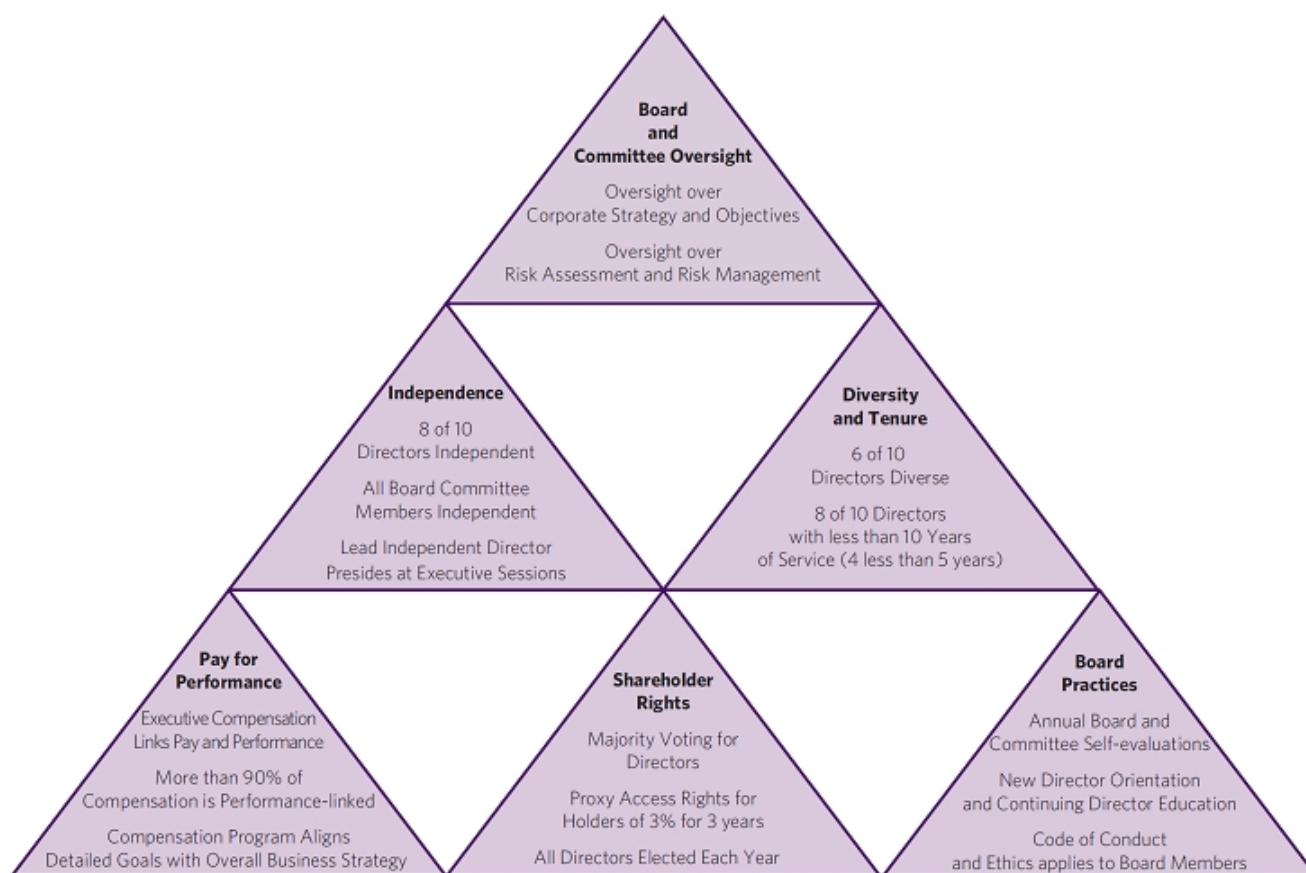 Board
and
Committee Oversight
Oversight over
Corporate Strategy and Objectives
Oversight over
Risk Assessment and Risk Management
Independence
8 of 10
Directors Independent
All Board Committee
Members Independent
Lead Independent Director
Presides at Executive Sessions
Diversity
and Tenure
6 of 10
Directors Diverse
8 of 10 Directors
with less than 10 Years
of Service (4 less than 5 years)
Pay for
Performance
Executive Compensation
Links Pay and Performance
More than 90% of
Compensation is Performance-linked
Compensation Program Aligns
Detailed Goals with Overall Business Strategy
Shareholder
Rights
Majority Voting for
Directors
Proxy Access Rights for
Holders of 3% for 3 years
All Directors Elected Each Year
Board
Practices
Annual Board and
Committee Self-evaluations
New Director Orientation
and Continuing Director Education
Code of Conduct
and Ethics applies to Board Members